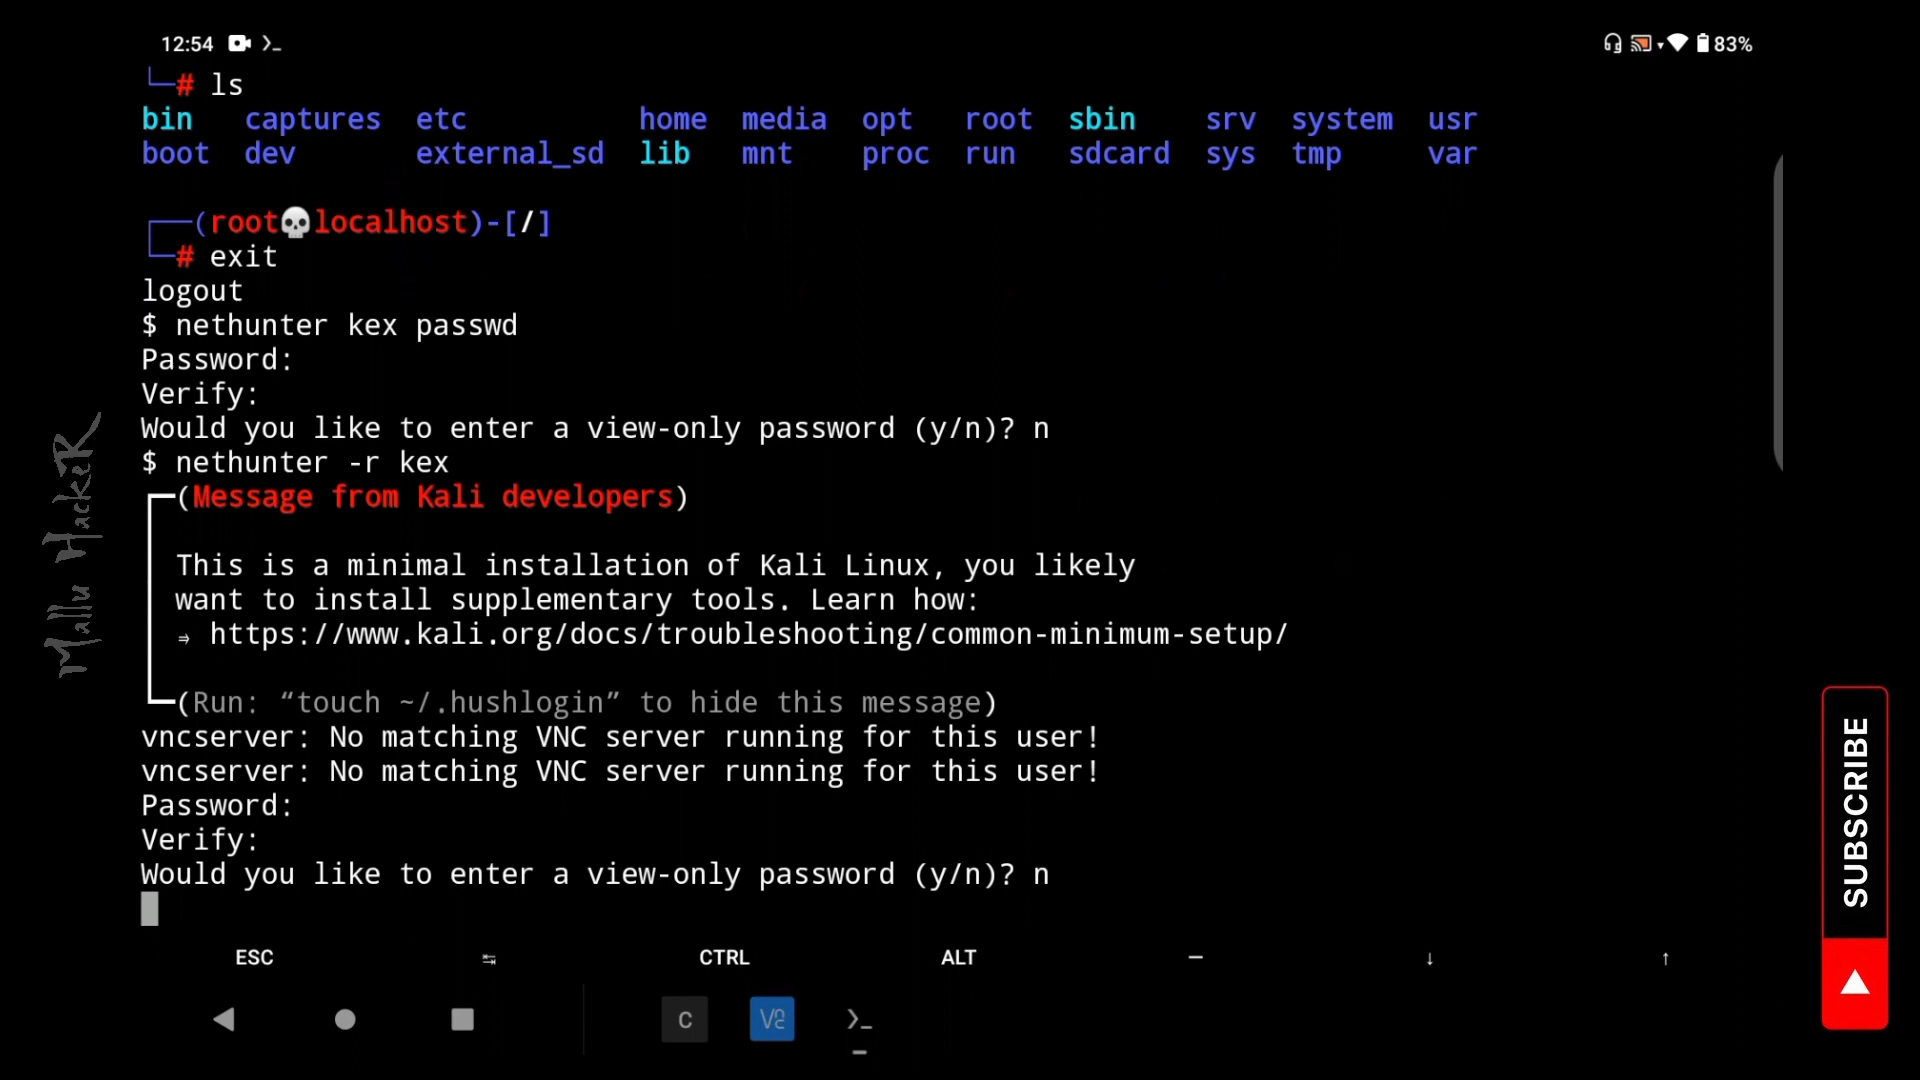 12:54
83%
└─# ls
bin captures etc home media opt root sbin srv system usr
boot dev external_sd lib mnt proc run sdcard sys tmp var
┌──(root💀localhost)-[/]
└─# exit
logout
$ nethunter kex passwd
Password:
Verify:
Would you like to enter a view-only password (y/n)? n
$ nethunter -r kex
┌─(Message from Kali developers)
This is a minimal installation of Kali Linux, you likely
want to install supplementary tools. Learn how:
⇒ https://www.kali.org/docs/troubleshooting/common-minimum-setup/
└─(Run: “touch ~/.hushlogin” to hide this message)
vncserver: No matching VNC server running for this user!
vncserver: No matching VNC server running for this user!
Password:
Verify:
Would you like to enter a view-only password (y/n)? n
ESC ↹ CTRL ALT — ↓ ↑
C V2 >_
Mallu HackeR
SUBSCRIBE